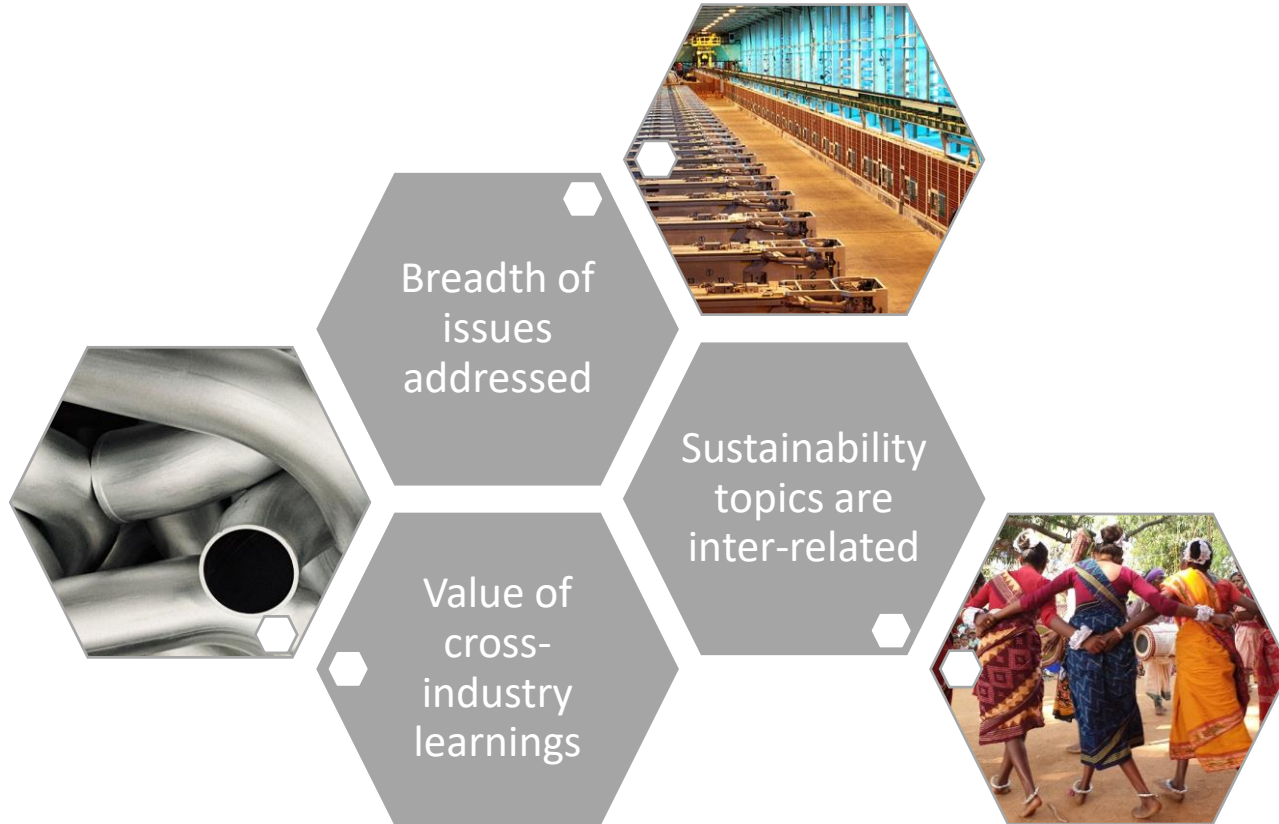 Breadth of
issues
addressed
Sustainability
topics are
inter-related
Value of
cross-
industry
learnings